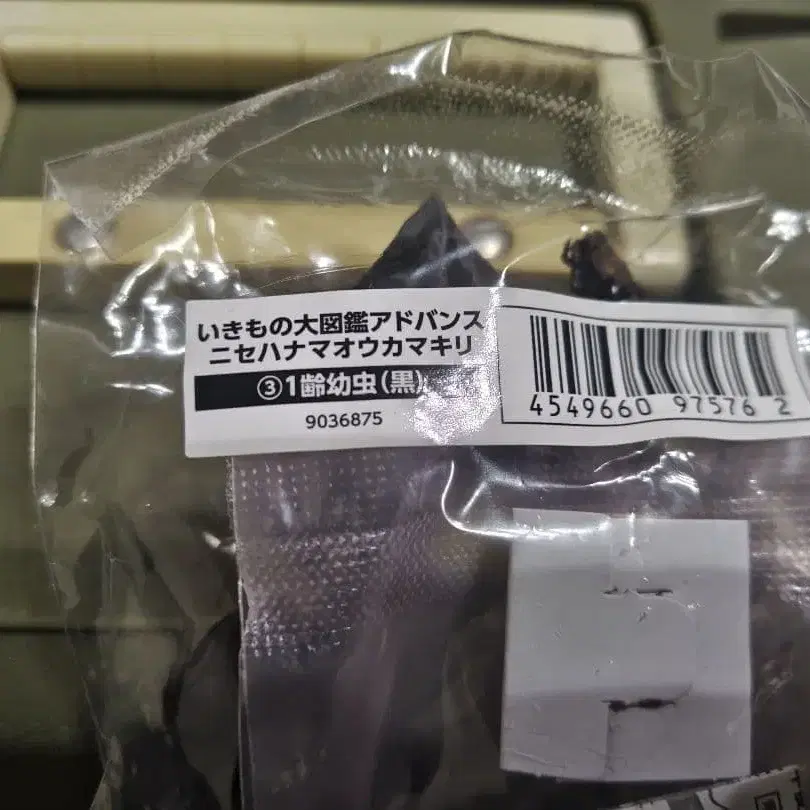 いきもの大図鑑アドバンス
ニセハナマオウカマキリ
③1齢幼虫(黒)
9036875
4549660 97576 2